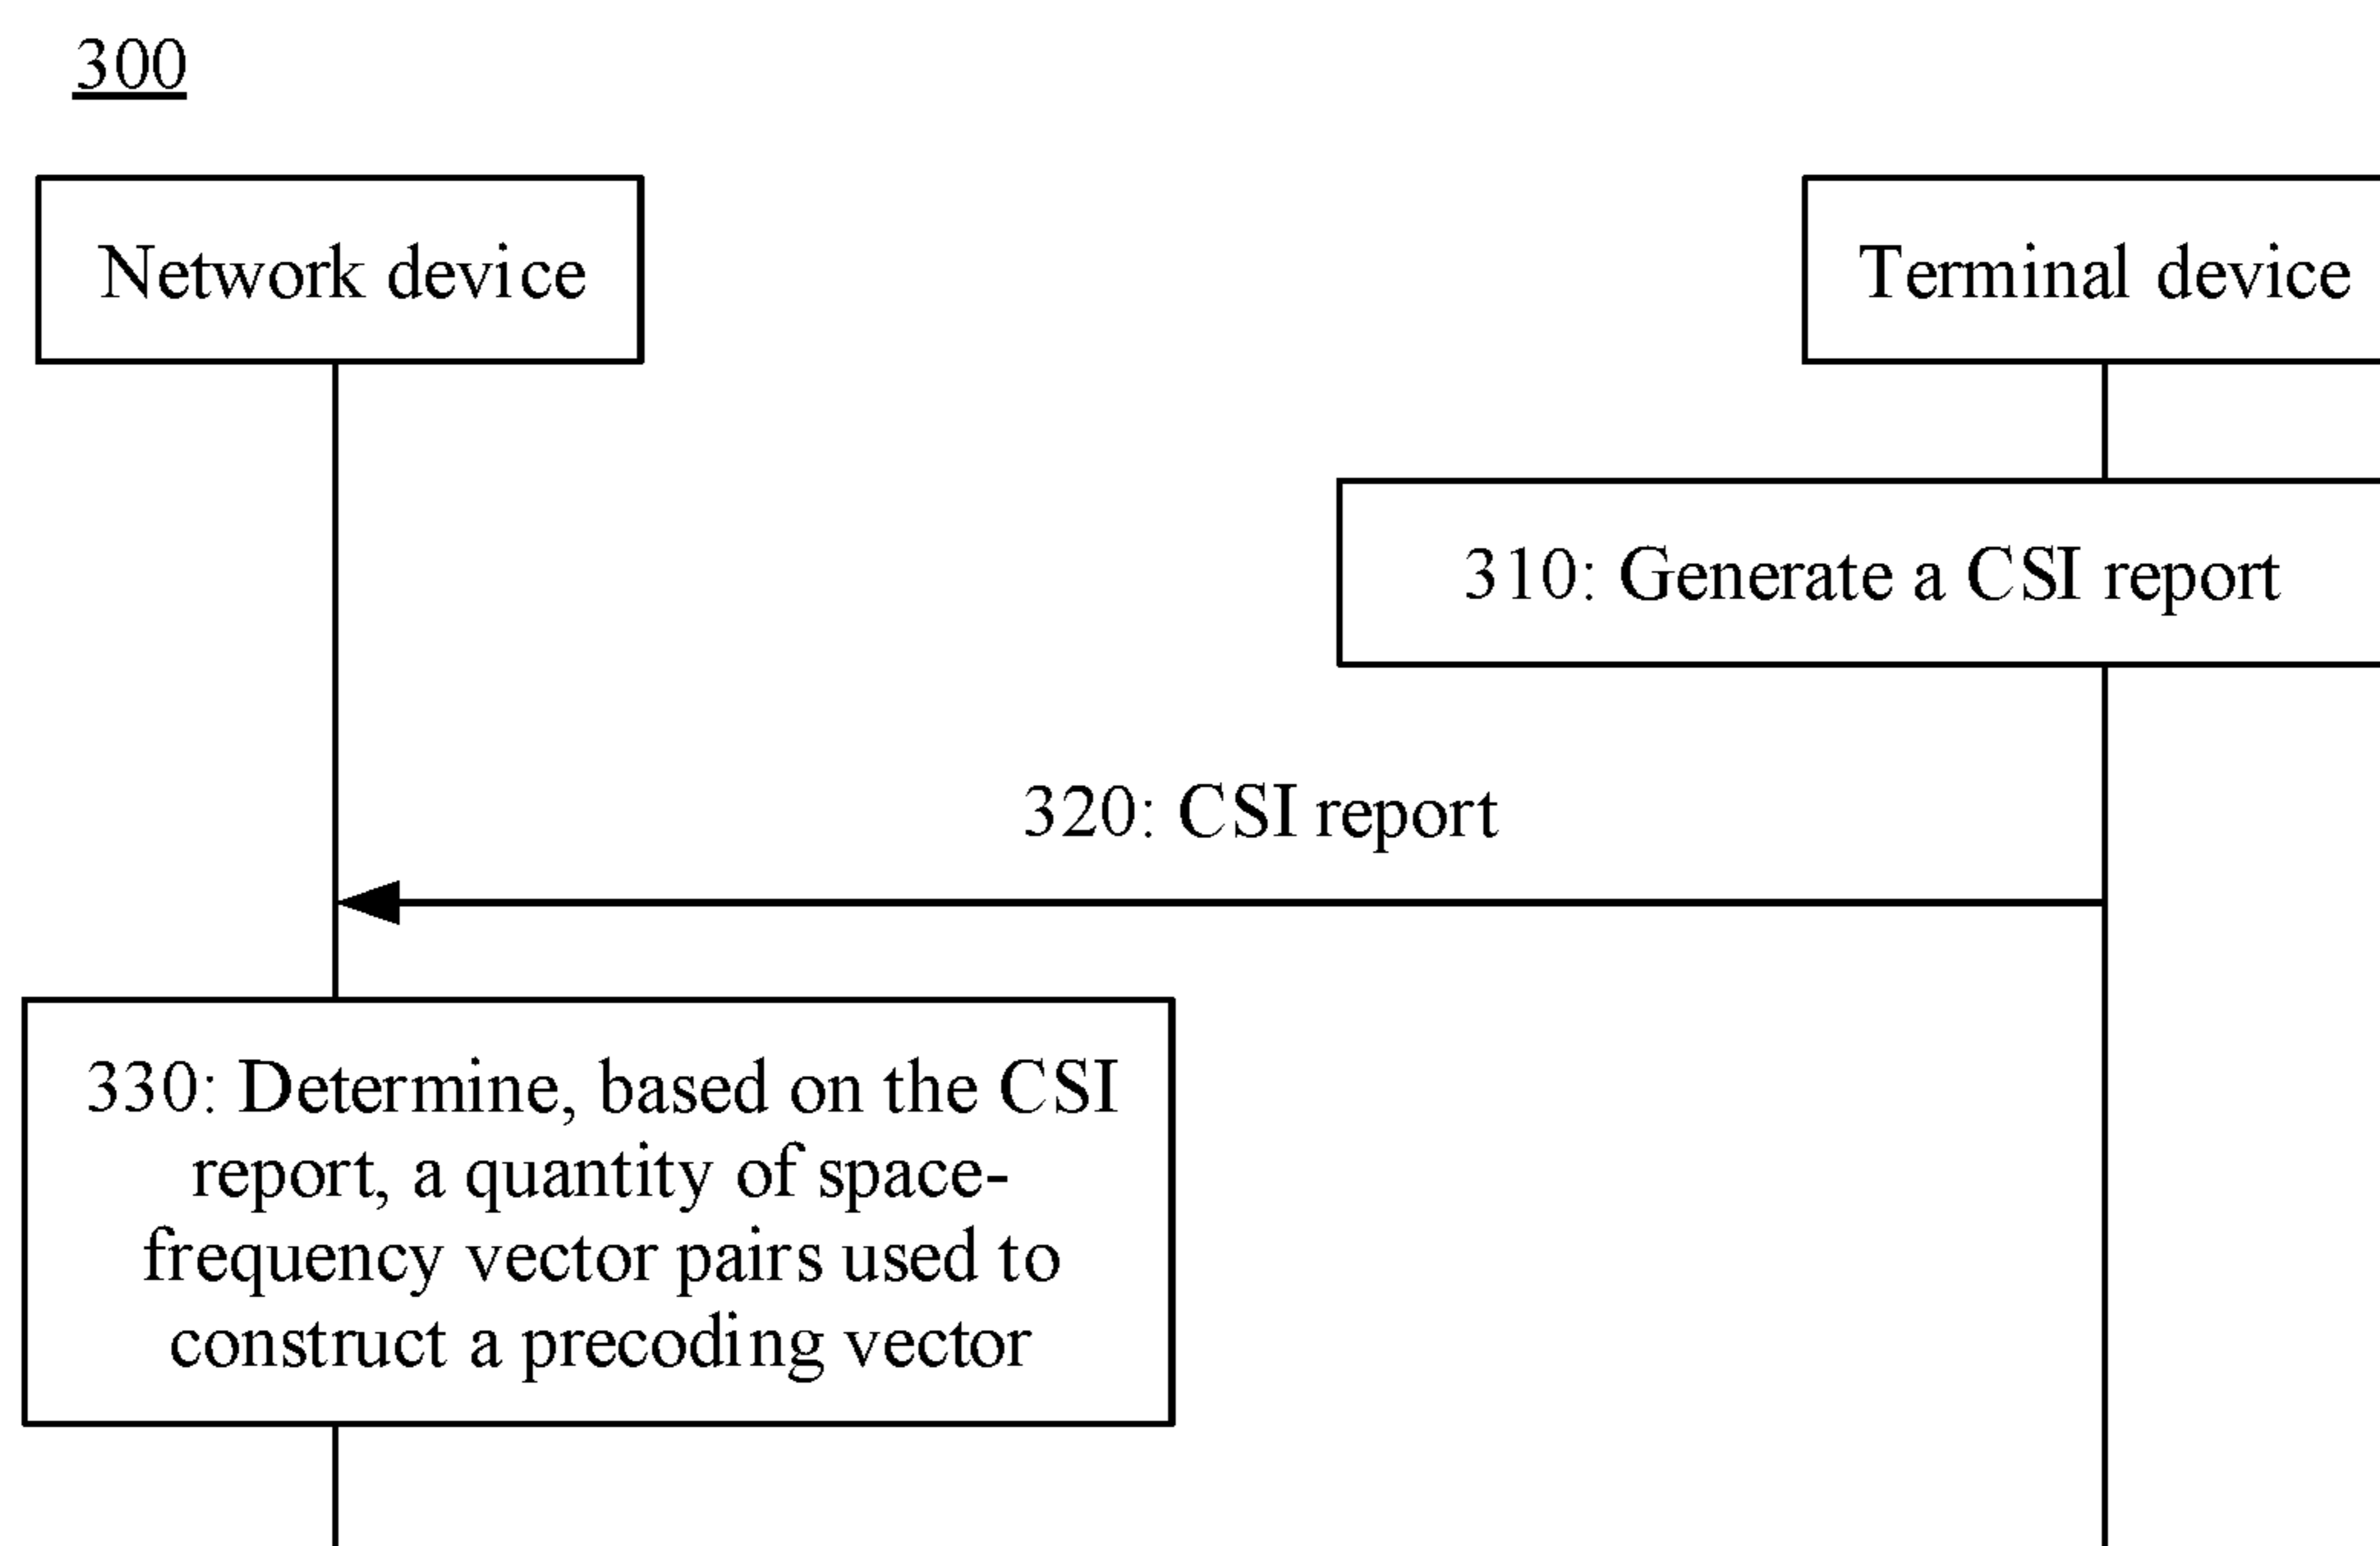 300
Network device
Terminal device
310: Generate a CSI report
320: CSI report
330: Determine, based on the CSI
report, a quantity of space-
frequency vector pairs used to
construct a precoding vector